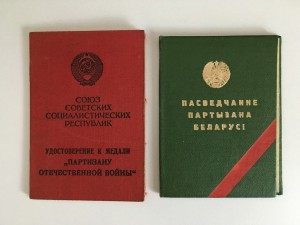 СОЮЗ
СОВЕТСКИХ
СОЦИАЛИСТИЧЕСКИХ
РЕСПУБЛИК
УДОСТОВЕРЕНИЕ К МЕДАЛИ
„ПАРТИЗАНУ
ОТЕЧЕСТВЕННОЙ ВОЙНЫ“
ПАСВЕДЧАННЕ
ПАРТЫЗАНА
БЕЛАРУСІ